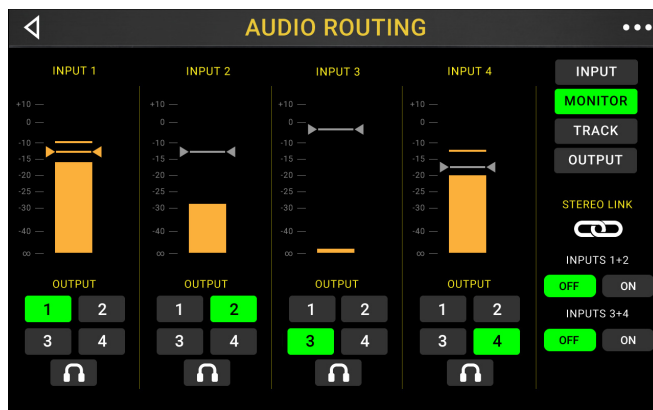 AUDIO ROUTING
INPUT 1
+10
0
-10
-15
-20
-25
-30
-40
∞
OUTPUT
1 2
3 4
INPUT 2
+10
0
-10
-15
-20
-25
-30
-40
∞
OUTPUT
1 2
3 4
INPUT 3
+10
0
-10
-15
-20
-25
-30
-40
∞
OUTPUT
1 2
3 4
INPUT 4
+10
0
-10
-15
-20
-25
-30
-40
∞
OUTPUT
1 2
3 4
INPUT
MONITOR
TRACK
OUTPUT
STEREO LINK
INPUTS 1+2
OFF ON
INPUTS 3+4
OFF ON